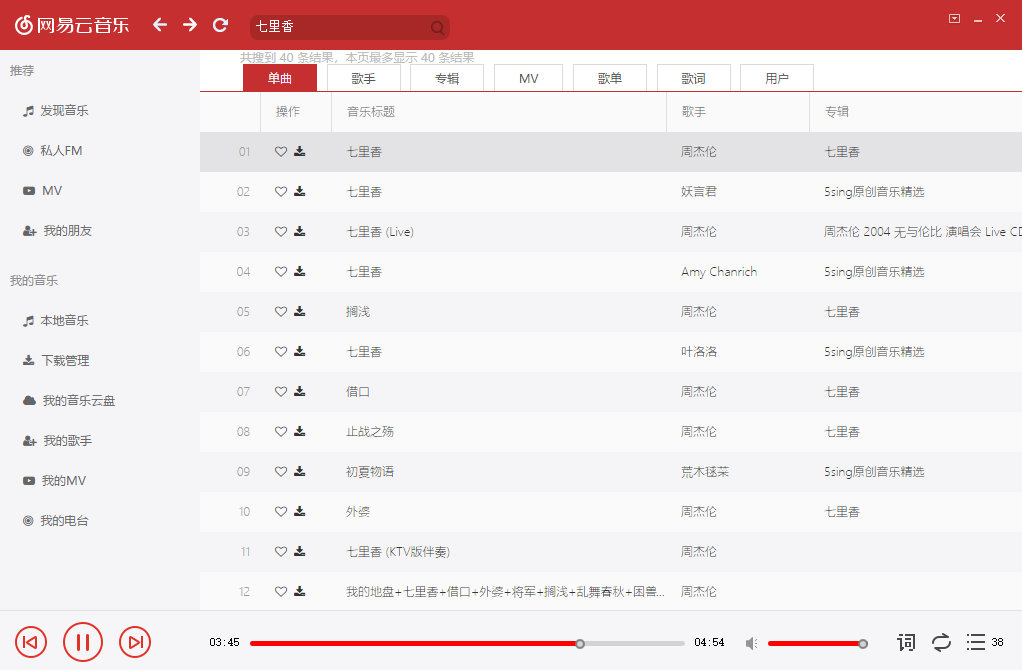 网易云音乐 七里香
共搜到 40 条结果，本页最多显示 40 条结果
单曲 歌手 专辑 MV 歌单 歌词 用户
推荐
发现音乐
私人FM
MV
我的朋友
我的音乐
本地音乐
下载管理
我的音乐云盘
我的歌手
我的MV
我的电台
操作 音乐标题 歌手 专辑
01 七里香 周杰伦 七里香
02 七里香 妖言君 5sing原创音乐精选
03 七里香 (Live) 周杰伦 周杰伦 2004 无与伦比 演唱会 Live CD
04 七里香 Amy Chanrich 5sing原创音乐精选
05 搁浅 周杰伦 七里香
06 七里香 叶洛洛 5sing原创音乐精选
07 借口 周杰伦 七里香
08 止战之殇 周杰伦 七里香
09 初夏物语 荒木毬菜 5sing原创音乐精选
10 外婆 周杰伦 七里香
11 七里香 (KTV版伴奏) 周杰伦
12 我的地盘+七里香+借口+外婆+将军+搁浅+乱舞春秋+困兽... 周杰伦
03:45 04:54 词 38